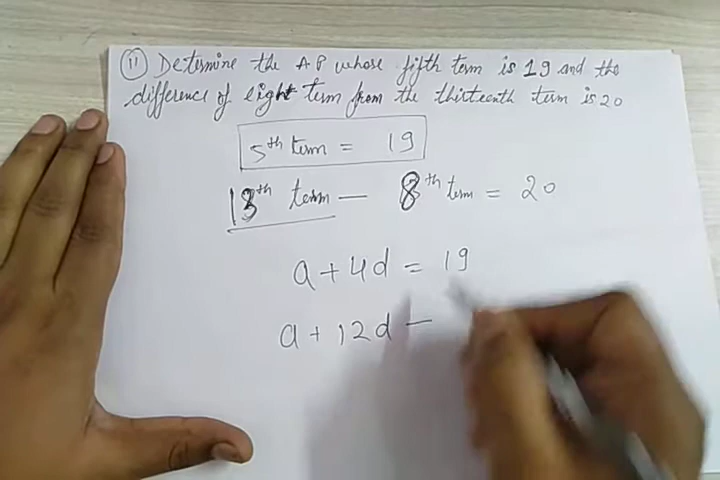 11 Determine the AP whose fifth term is 19 and the
difference of eight term from the thirteenth term is 20
5th term = 19
13th term — 8th term = 20
a + 4d = 19
a + 12d —